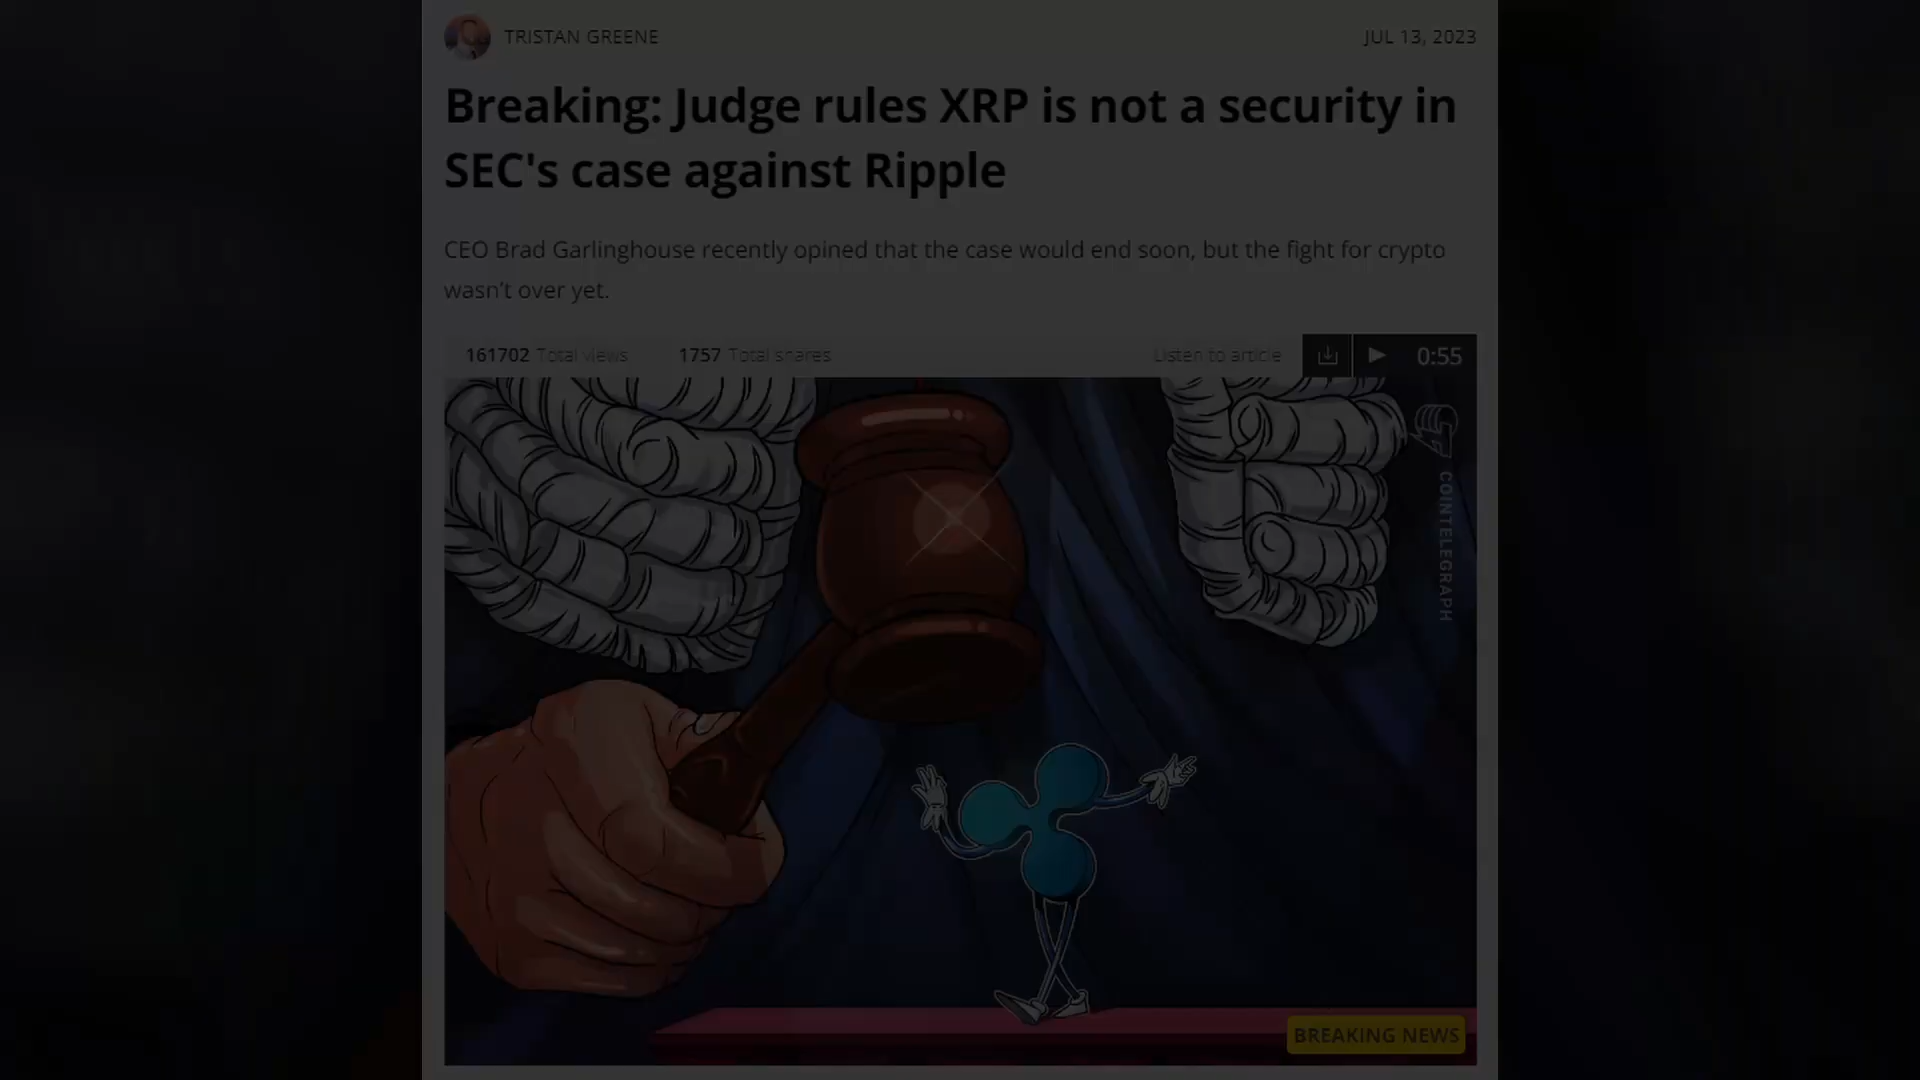 TRISTAN GREENE
JUL 13, 2023
Breaking: Judge rules XRP is not a security in
SEC's case against Ripple
CEO Brad Garlinghouse recently opined that the case would end soon, but the fight for crypto
wasn't over yet.
161702 Total views
1757 Total shares
Listen to article
0:55
COINTELEGRAPH
BREAKING NEWS